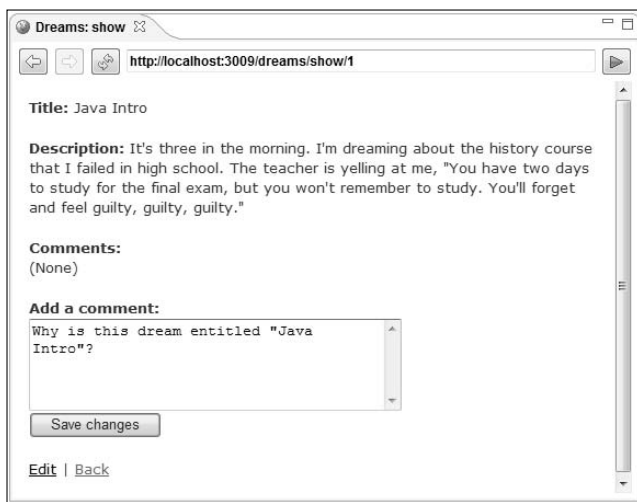 Dreams: show
http://localhost:3009/dreams/show/1
Title: Java Intro
Description: It's three in the morning. I'm dreaming about the history course
that I failed in high school. The teacher is yelling at me, "You have two days
to study for the final exam, but you won't remember to study. You'll forget
and feel guilty, guilty, guilty."
Comments:
(None)
Add a comment:
Why is this dream entitled "Java
Intro"?
Save changes
Edit | Back